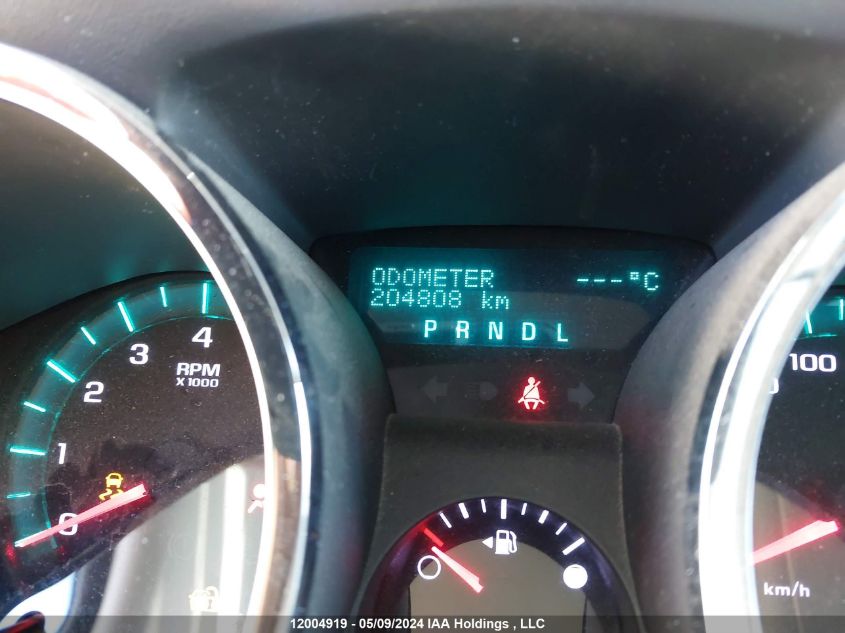 ODOMETER ---°C
204808 km
P R N D L
4
3
2
1
0
RPM
X1000
100
km/h
12004919 - 05/09/2024 IAA Holdings , LLC